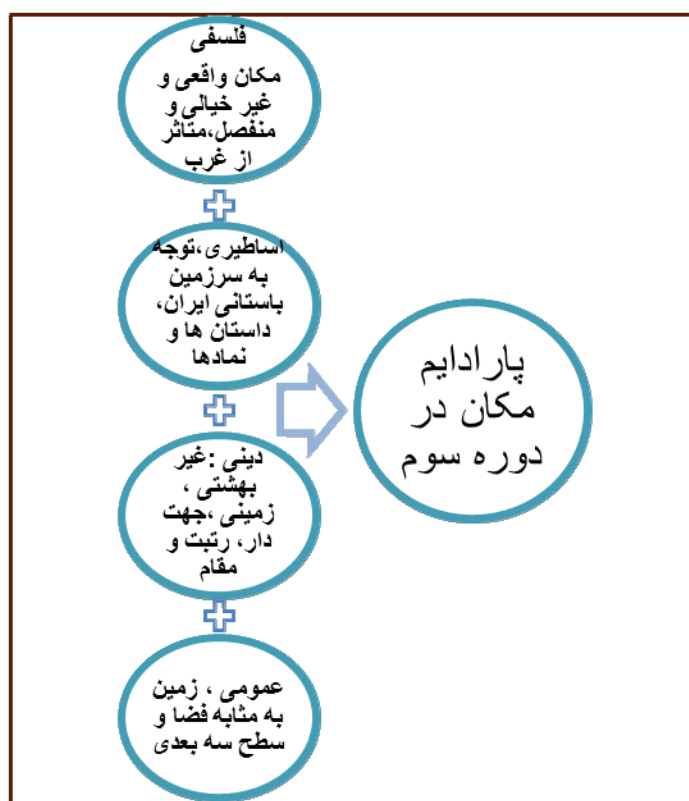 فلسفی
مکان واقعی و
غیر خیالی و
منفصل،متاثر
از غرب
اساطیری،توجه
به سرزمین
باستانی ایران،
داستان ها و
نمادها
پارادایم
مکان در
دوره سوم
دینی :غیر
بهشتی ،
زمینی ،جهت
دار، رتبت و
مقام
عمومی ، زمین
به مثابه فضا و
سطح سه بعدی